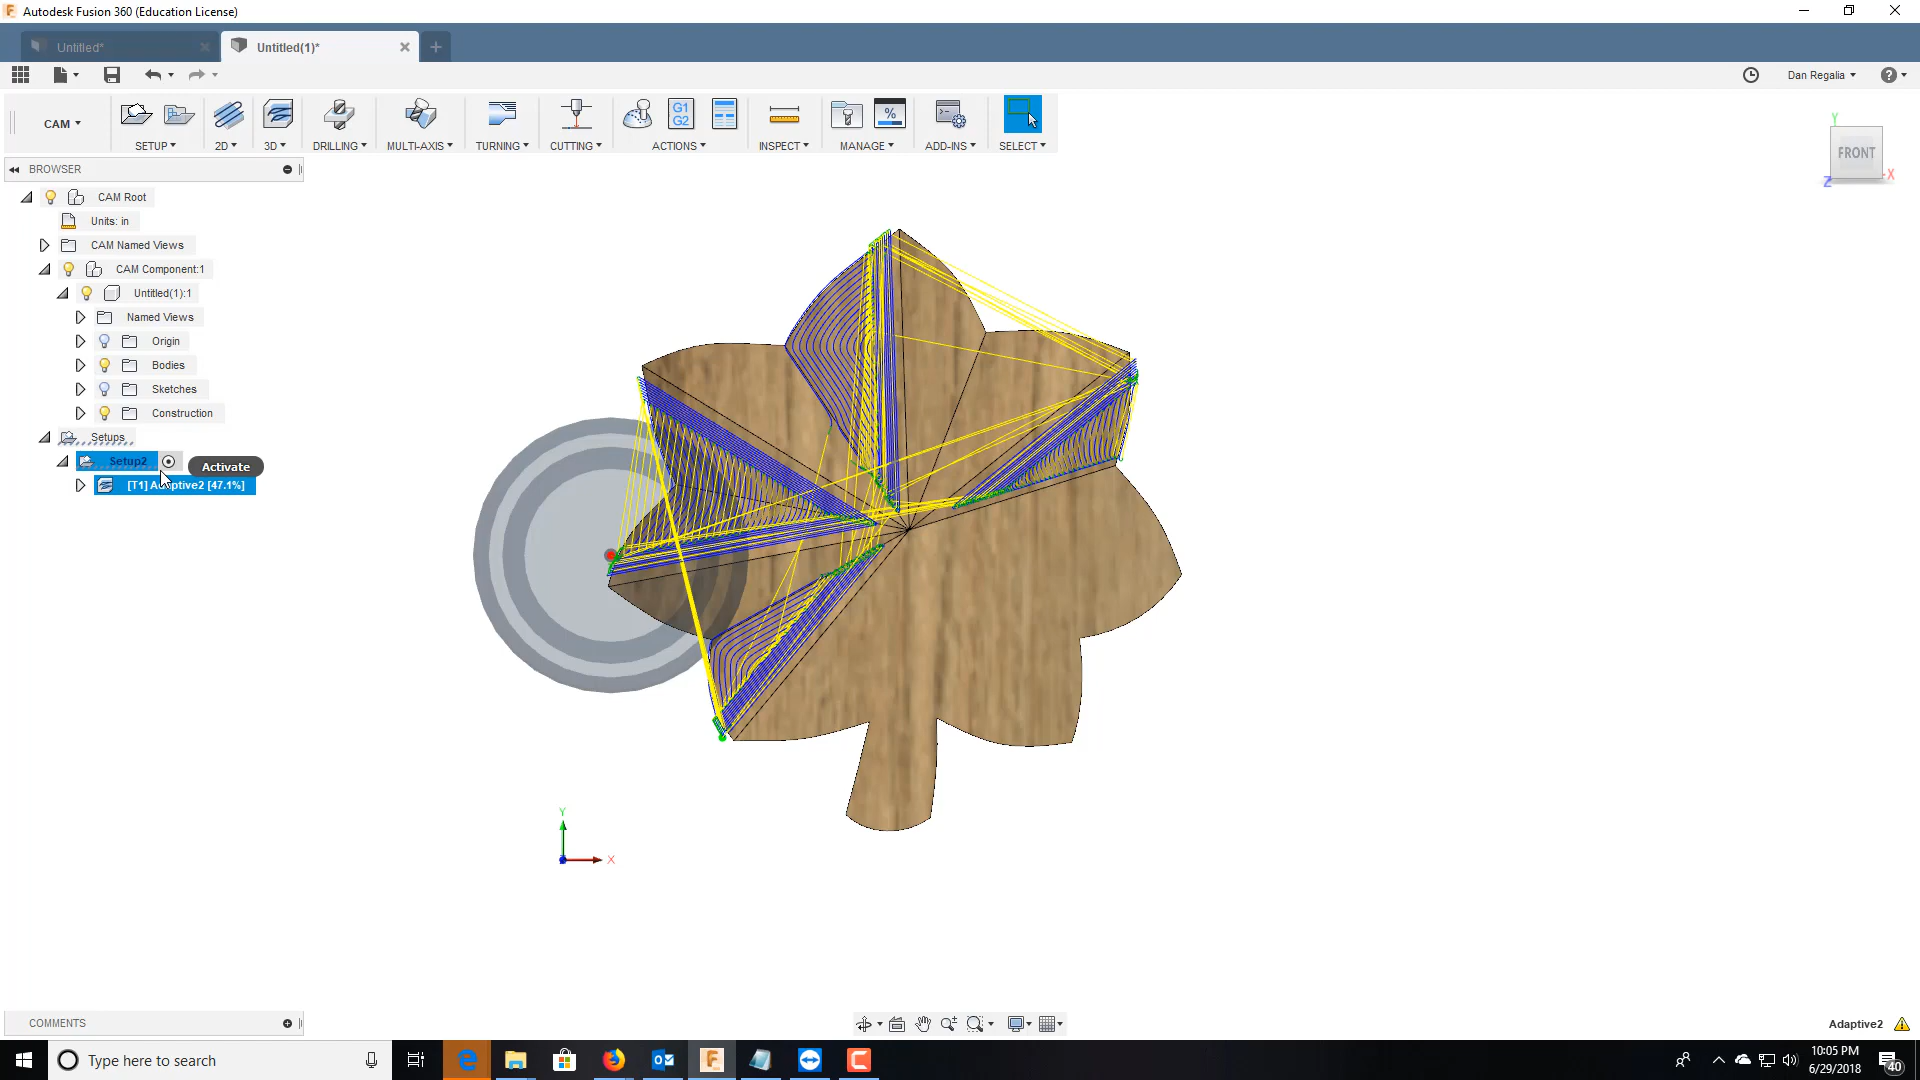 Autodesk Fusion 360 (Education License)
Untitled*
Untitled(1)*
Dan Regalia
CAM
SETUP
2D
3D
DRILLING
MULTI-AXIS
TURNING
CUTTING
G1
G2
ACTIONS
INSPECT
%
MANAGE
ADD-INS
SELECT
BROWSER
CAM Root
Units: in
CAM Named Views
CAM Component:1
Untitled(1):1
Named Views
Origin
Bodies
Sketches
Construction
Setups
Setup2
Activate
[T1] Adaptive2 [47.1%]
Y
FRONT
X
Z
Y
X
COMMENTS
Adaptive2
Type here to search
10:05 PM
6/29/2018
40